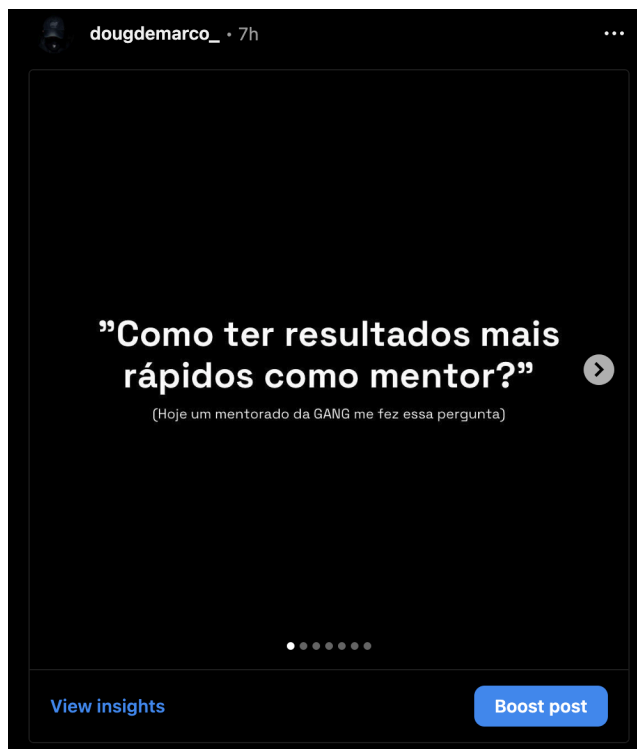 dougdemarco_ • 7h
”Como ter resultados mais
rápidos como mentor?”
(Hoje um mentorado da GANG me fez essa pergunta)
View insights
Boost post